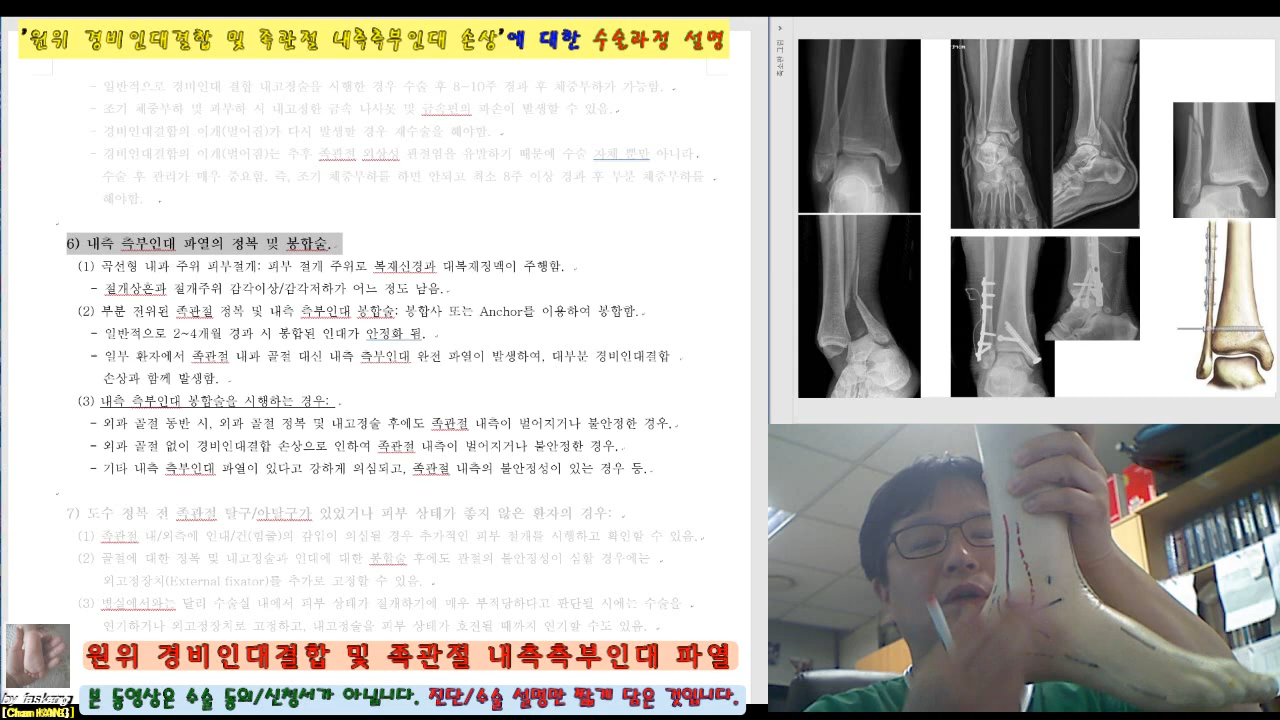 '원위 경비인대결합 및 족관절 내측측부인대 손상'에 대한 수술과정 설명
- 일반적으로 경비인대 결합 내고정술을 시행한 경우 수술 후 8-10주 경과 후 체중부하가 가능함.
- 조기 체중부하 및 과부하 시 내고정한 금속 나사못 및 금속판의 파손이 발생할 수 있음.
- 경비인대결합의 이개(벌어짐)가 다시 발생할 경우 재수술을 해야함.
- 경비인대결합의 이개(벌어짐)는 추후 족관절 외상성 관절염을 유발하기 때문에 수술 자체 뿐만 아니라
수술 후 관리가 매우 중요함. 즉, 조기 체중부하를 하면 안되고 최소 8주 이상 경과 후 부분 체중부하를
해야함.
6) 내측 측부인대 파열의 정복 및 봉합술.
(1) 곡선형 내과 주위 피부절개: 피부 절개 주위로 복재신경과 대복재정맥이 주행함.
- 절개상흔과 절개주위 감각이상/감각저하가 어느 정도 남음.
(2) 부분 전위된 족관절 정복 및 내측 측부인대 봉합술: 봉합사 또는 Anchor를 이용하여 봉합함.
- 일반적으로 2~4개월 경과 시 봉합된 인대가 안정화 됨.
- 일부 환자에서 족관절 내과 골절 대신 내측 측부인대 완전 파열이 발생하여, 대부분 경비인대결합
손상과 함께 발생함.
(3) 내측 측부인대 봉합술을 시행하는 경우:
- 외과 골절 동반 시, 외과 골절 정복 및 내고정술 후에도 족관절 내측이 벌어지거나 불안정한 경우.
- 외과 골절 없이 경비인대결합 손상으로 인하여 족관절 내측이 벌어지거나 불안정한 경우.
- 기타 내측 측부인대 파열이 있다고 강하게 의심되고, 족관절 내측의 불안정성이 있는 경우 등.
7) 도수 정복 전 족관절 탈구/아탈구가 있었거나 피부 상태가 좋지 않은 환자의 경우:
(1) 족관절 내/외측에 인대/건(힘줄)의 감입이 의심될 경우 추가적인 피부 절개를 시행하고 확인할 수 있음.
(2) 골절에 대한 정복 및 내고정술과 인대에 대한 봉합술 후에도 관절의 불안정성이 심할 경우에는
외고정장치(External fixator)를 추가로 고정할 수 있음.
(3) 병실에서와는 달리 수술실 내에서 피부 상태가 절개하기에 매우 부적당하다고 판단될 시에는 수술을
연기하거나 외고정장치로 고정하고, 내고정술을 피부 상태가 호전될 때까지 연기할 수도 있음.
원위 경비인대결합 및 족관절 내측측부인대 파열
본 동영상은 수술 동의/신청서가 아닙니다. 진단/수술 설명만 짧게 담은 것입니다.